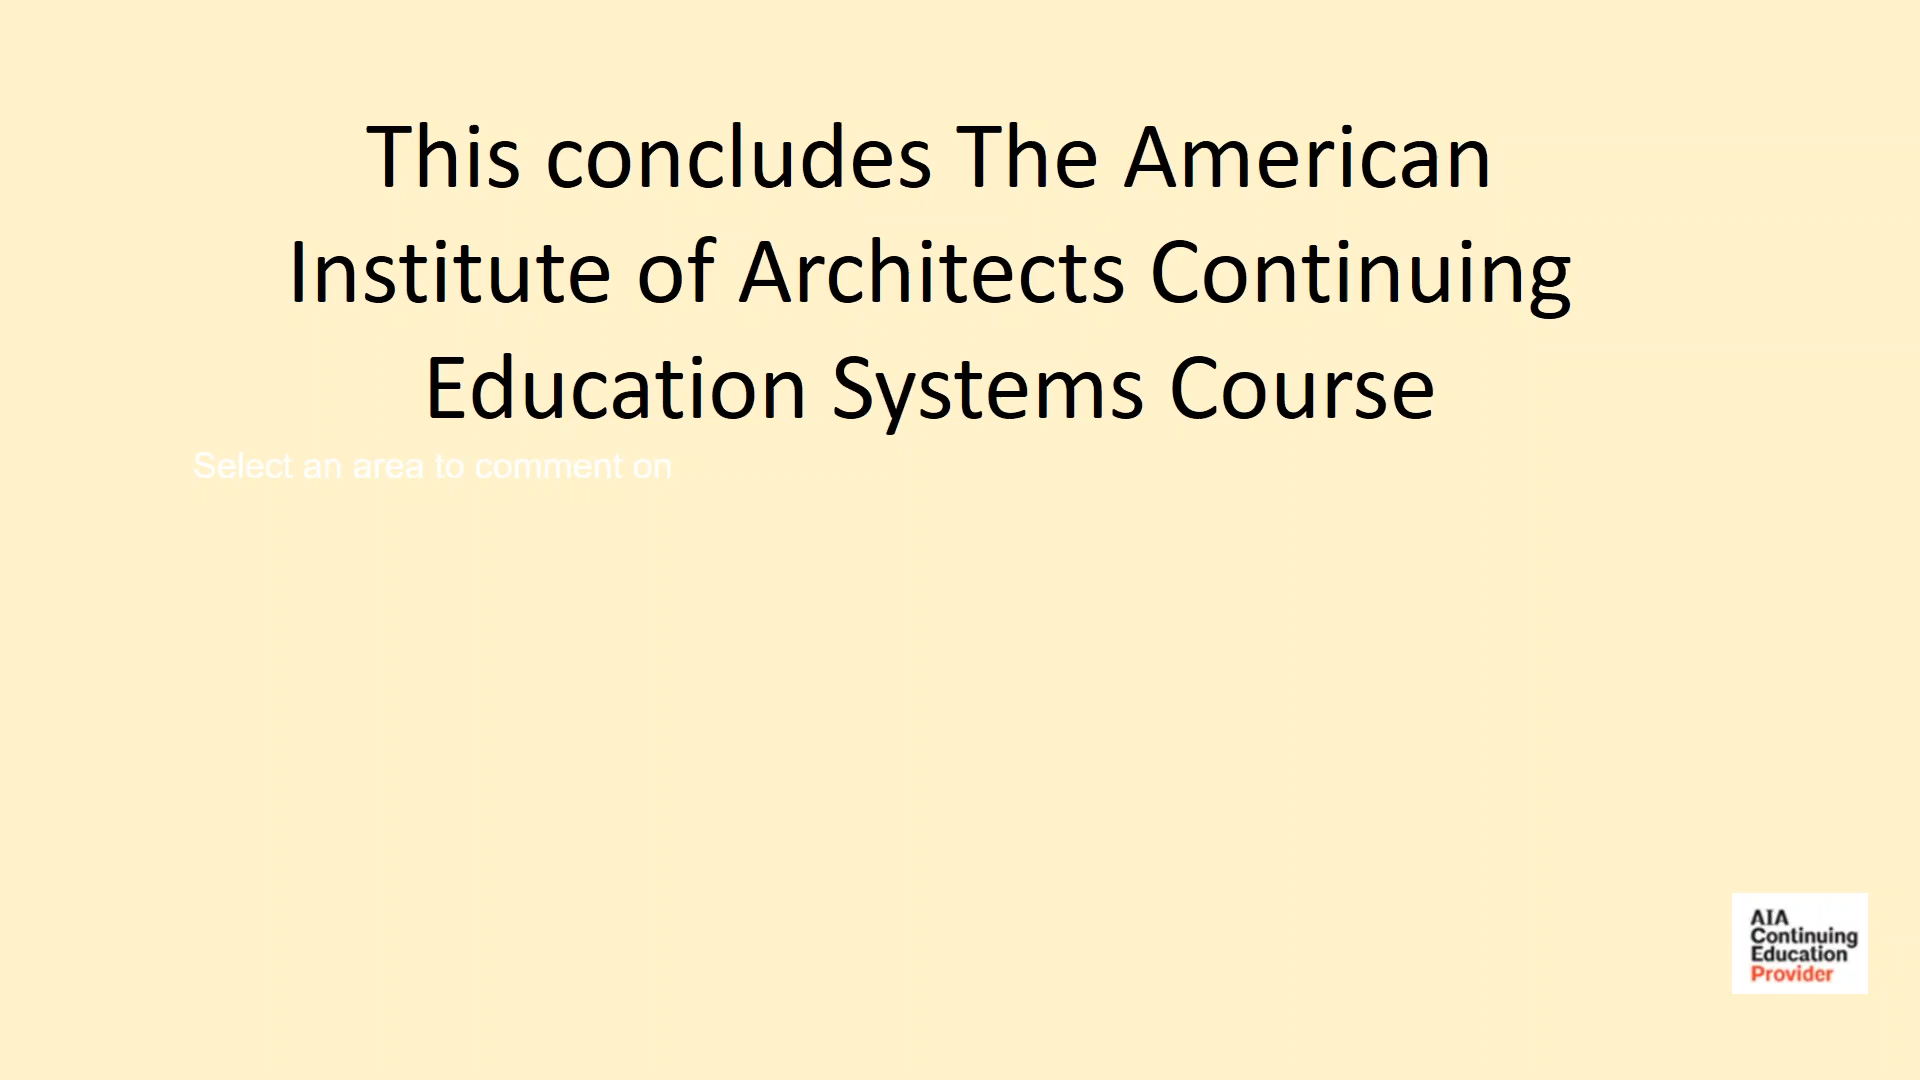 This concludes The American
Institute of Architects Continuing
Education Systems Course
Select an area to comment on
AIA
Continuing
Education
Provider